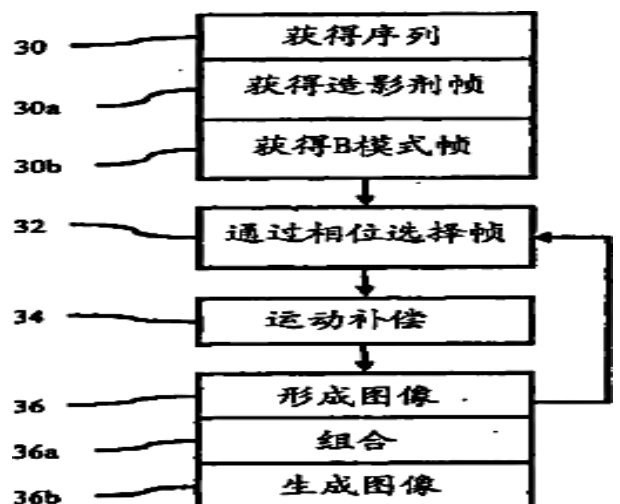 30 获得序列
30a 获得造影剂帧
30b 获得B模式帧
32 通过相位选择帧
34 运动补偿
36 形成图像
36a 组合
36b 生成图像